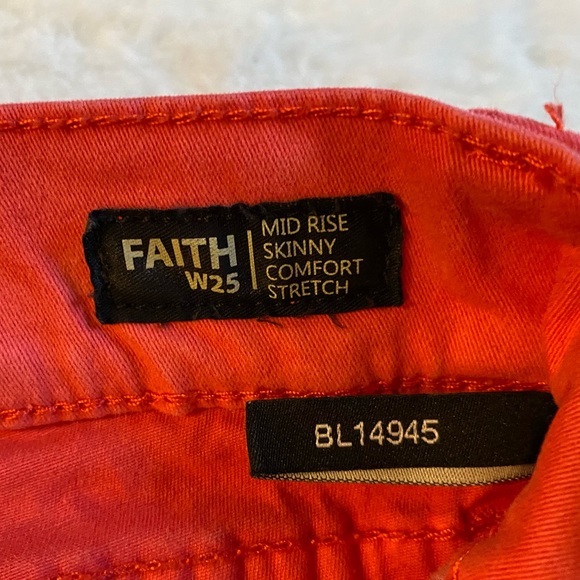 FAITH
W25
MID RISE
SKINNY
COMFORT
STRETCH
BL14945